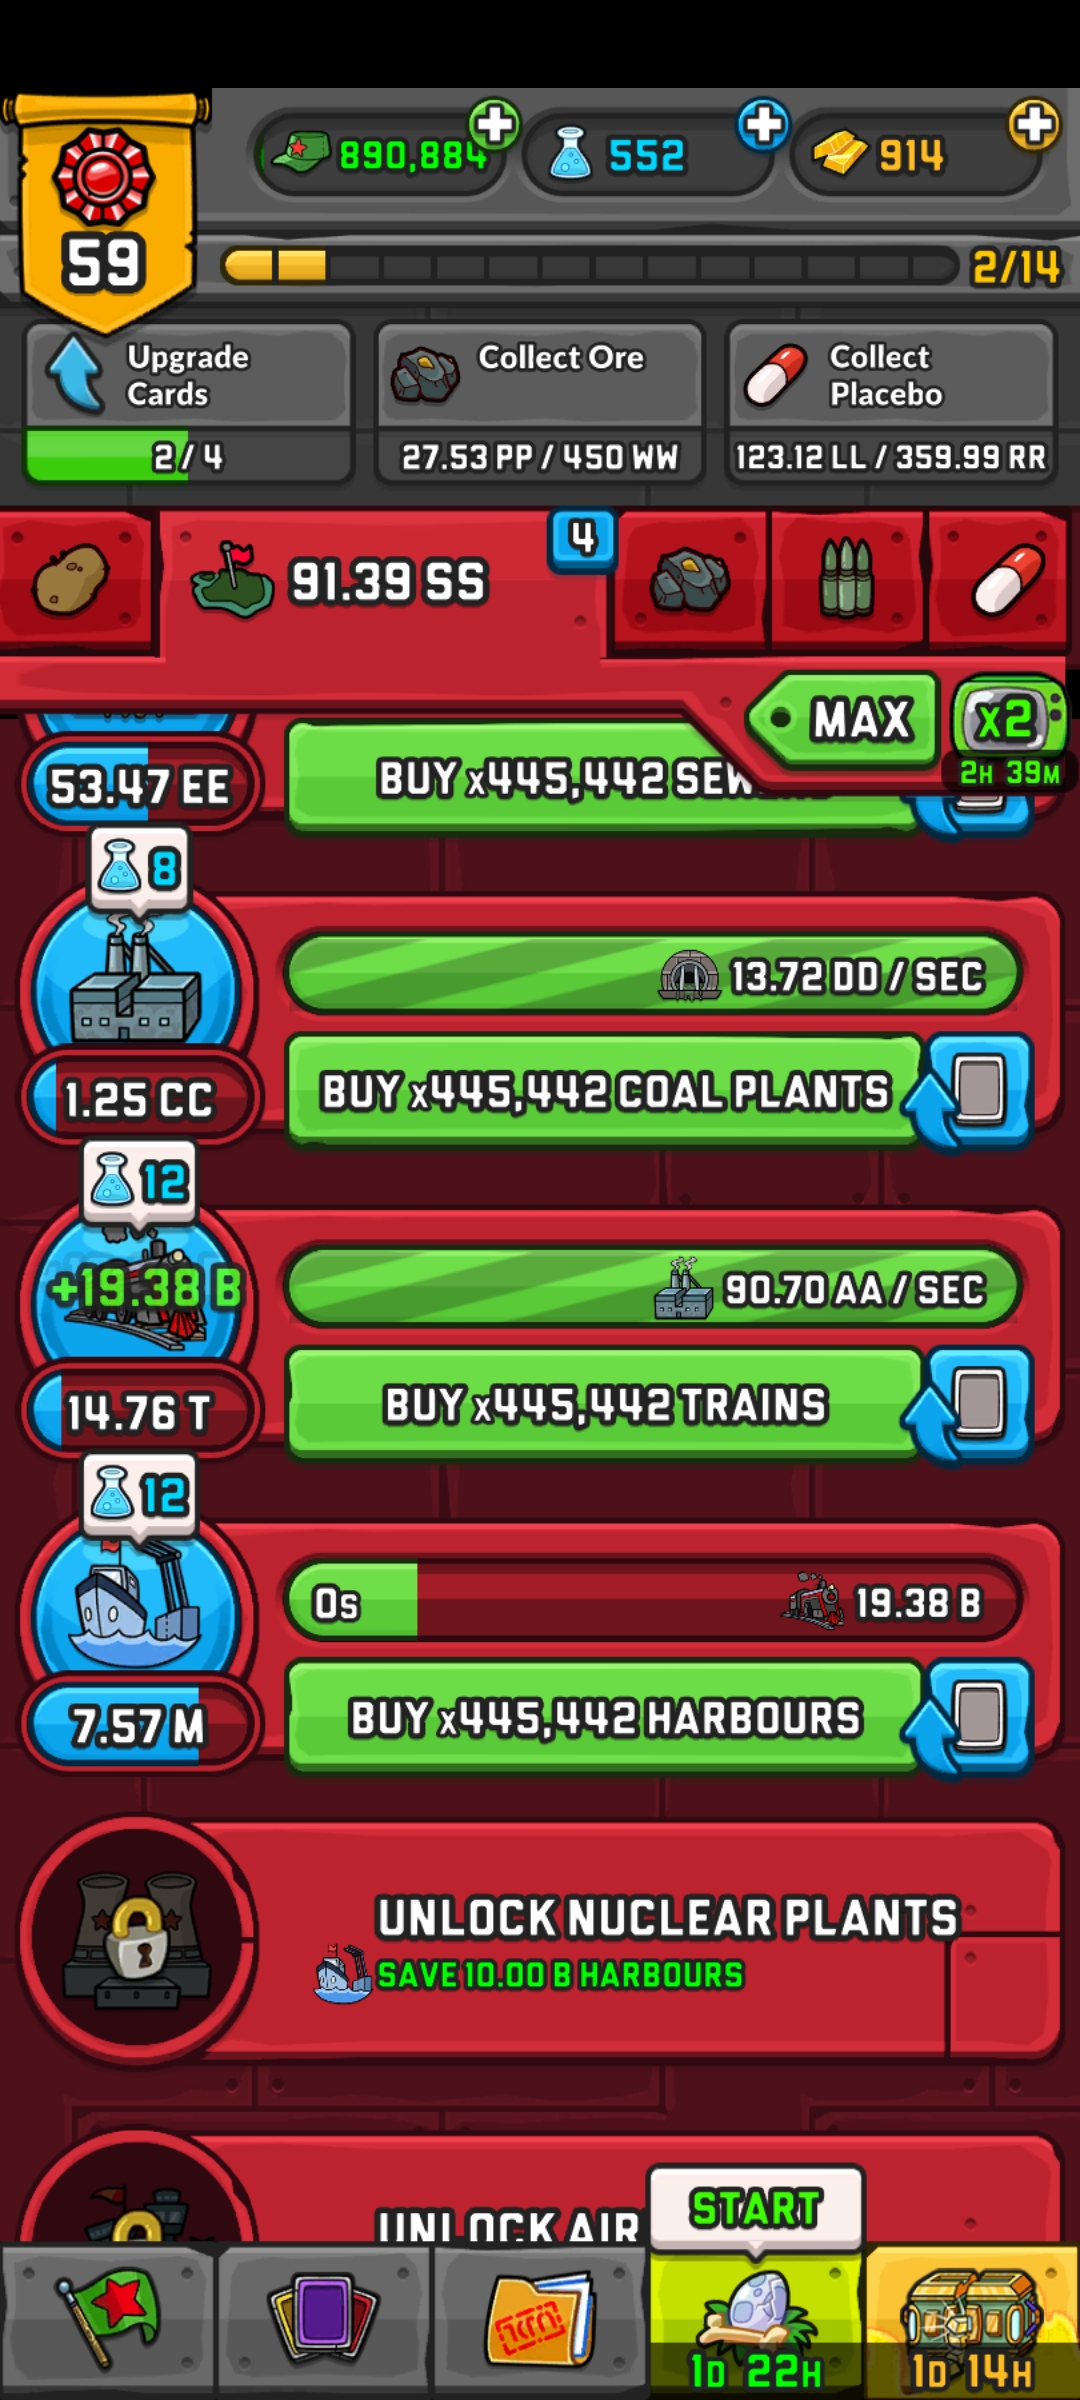 59
890,884
552
914
2/14
Upgrade
Cards
2/4
Collect Ore
27.53 PP / 450 WW
Collect
Placebo
123.12 LL / 359.99 RR
91.39 SS
4
MAX
x2
2H 39M
53.47 EE
BUY x445,442
8
13.72 DD / SEC
1.25 CC
BUY x445,442 COAL PLANTS
12
+19.38 B
90.70 AA / SEC
14.76 T
BUY x445,442 TRAINS
12
0s
19.38 B
7.57 M
BUY x445,442 HARBOURS
UNLOCK NUCLEAR PLANTS
SAVE 10.00 B HARBOURS
UNLOCK AIR
START
1D 22H
1D 14H